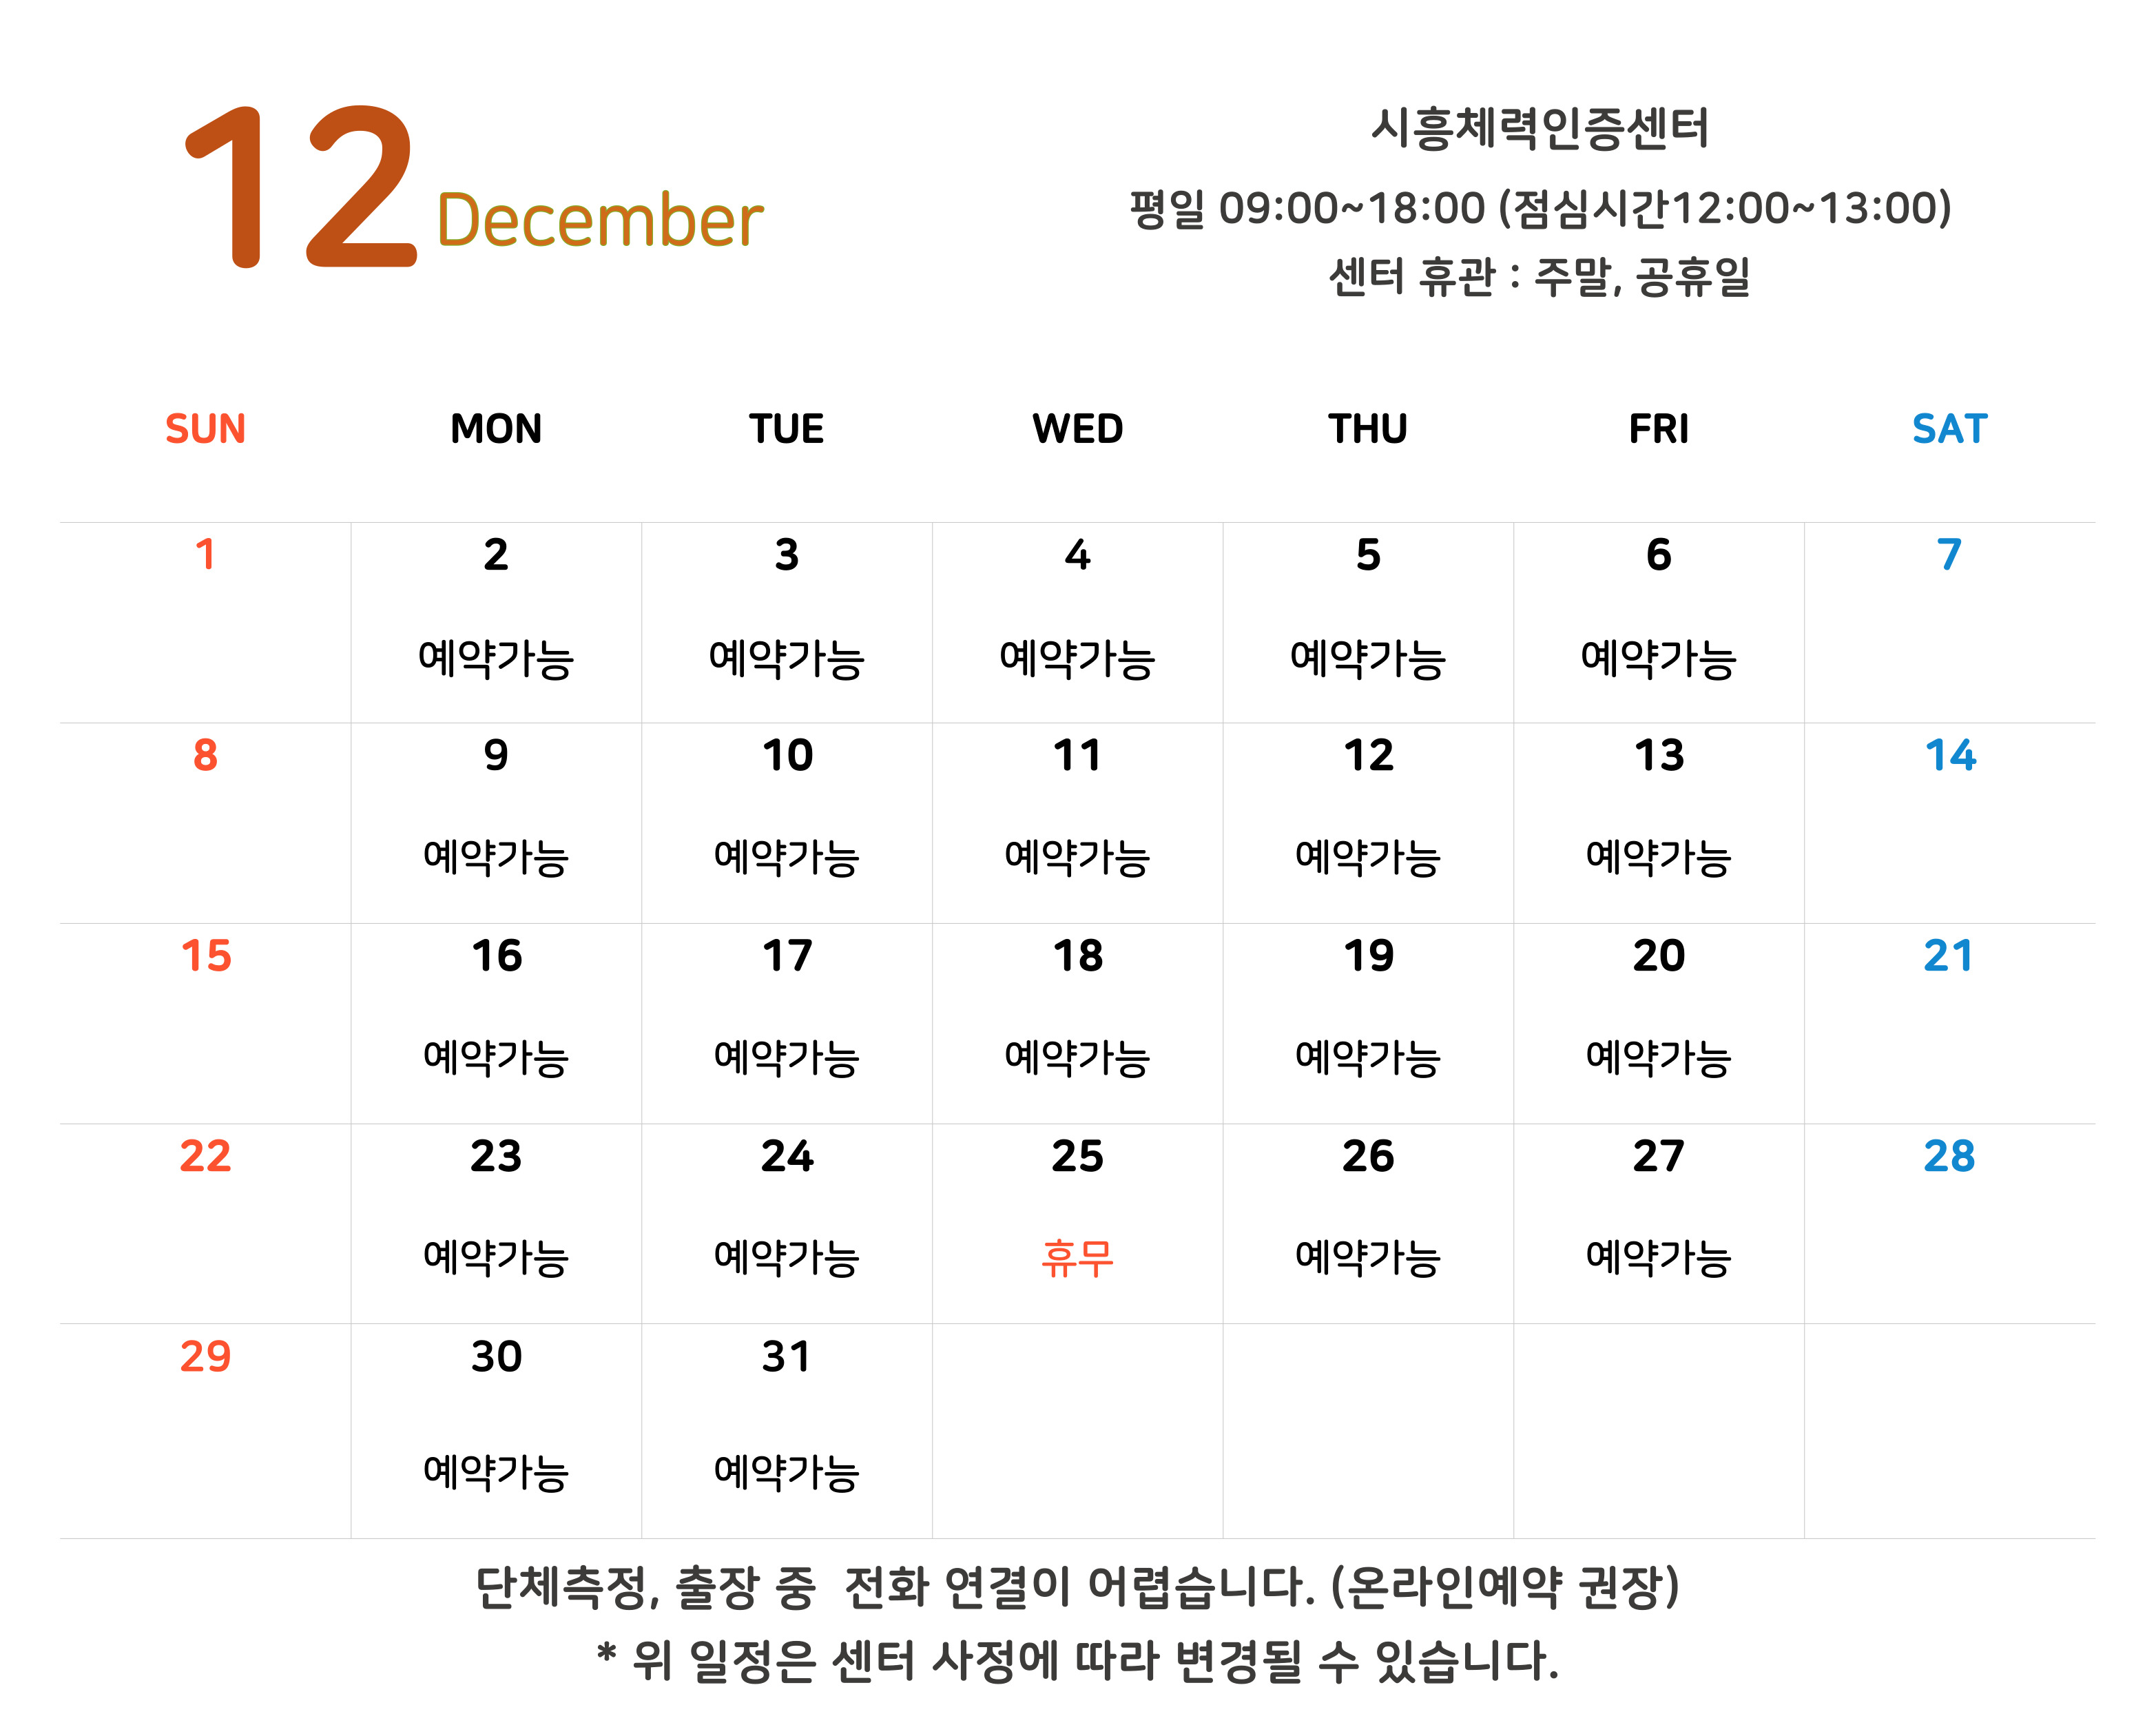 12 December
시흥체력인증센터
평일 09:00~18:00 (점심시간12:00~13:00)
센터 휴관 : 주말, 공휴일
SUN MON TUE WED THU FRI SAT
1 2 3 4 5 6 7
예약가능 예약가능 예약가능 예약가능 예약가능
8 9 10 11 12 13 14
예약가능 예약가능 예약가능 예약가능 예약가능
15 16 17 18 19 20 21
예약가능 예약가능 예약가능 예약가능 예약가능
22 23 24 25 26 27 28
예약가능 예약가능 휴무 예약가능 예약가능
29 30 31
예약가능 예약가능
단체측정, 출장 중 전화 연결이 어렵습니다. (온라인예약 권장)
* 위 일정은 센터 사정에 따라 변경될 수 있습니다.